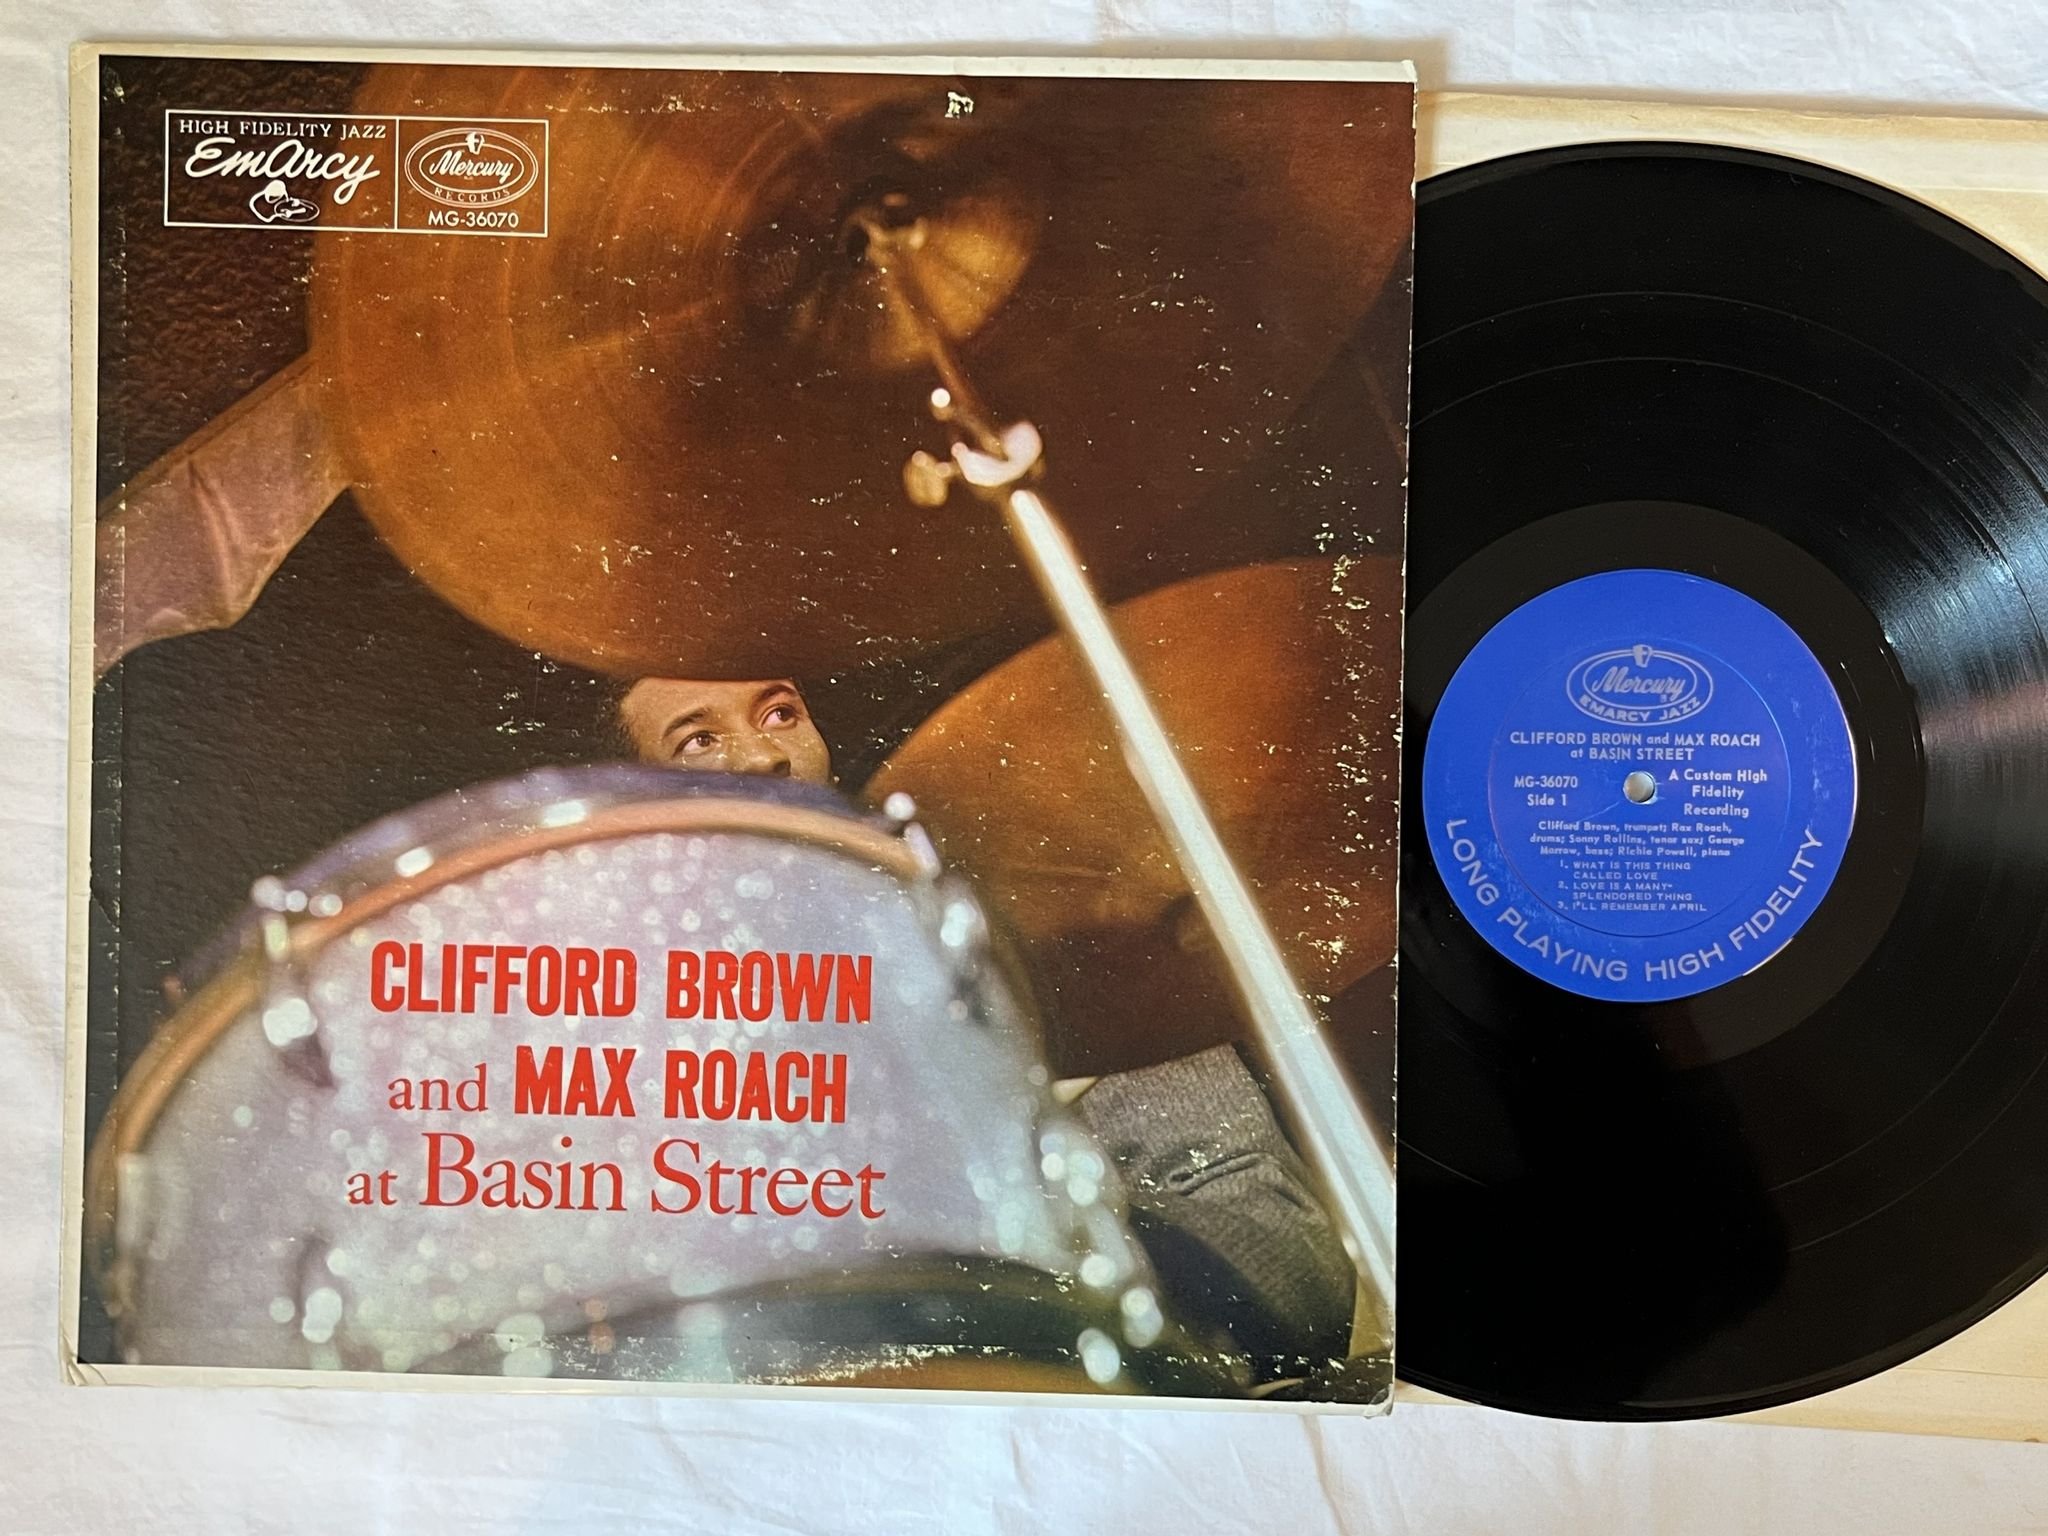 HIGH FIDELITY JAZZ
EmArcy
Mercury
RECORDS
MG-36070
CLIFFORD BROWN
and MAX ROACH
at Basin Street
Mercury
EMARCY JAZZ
CLIFFORD BROWN and MAX ROACH
at BASIN STREET
MG-36070
Side 1
A Custom High
Fidelity
Recording
Clifford Brown, trumpet; Rax Roach,
drums; Sonny Rollins, tenor sax; George
Morrow, bass; Richie Powell, piano
1. WHAT IS THIS THING
CALLED LOVE
2. LOVE IS A MANY-
SPLENDORED THING
3. I'LL REMEMBER APRIL
LONG PLAYING HIGH FIDELITY